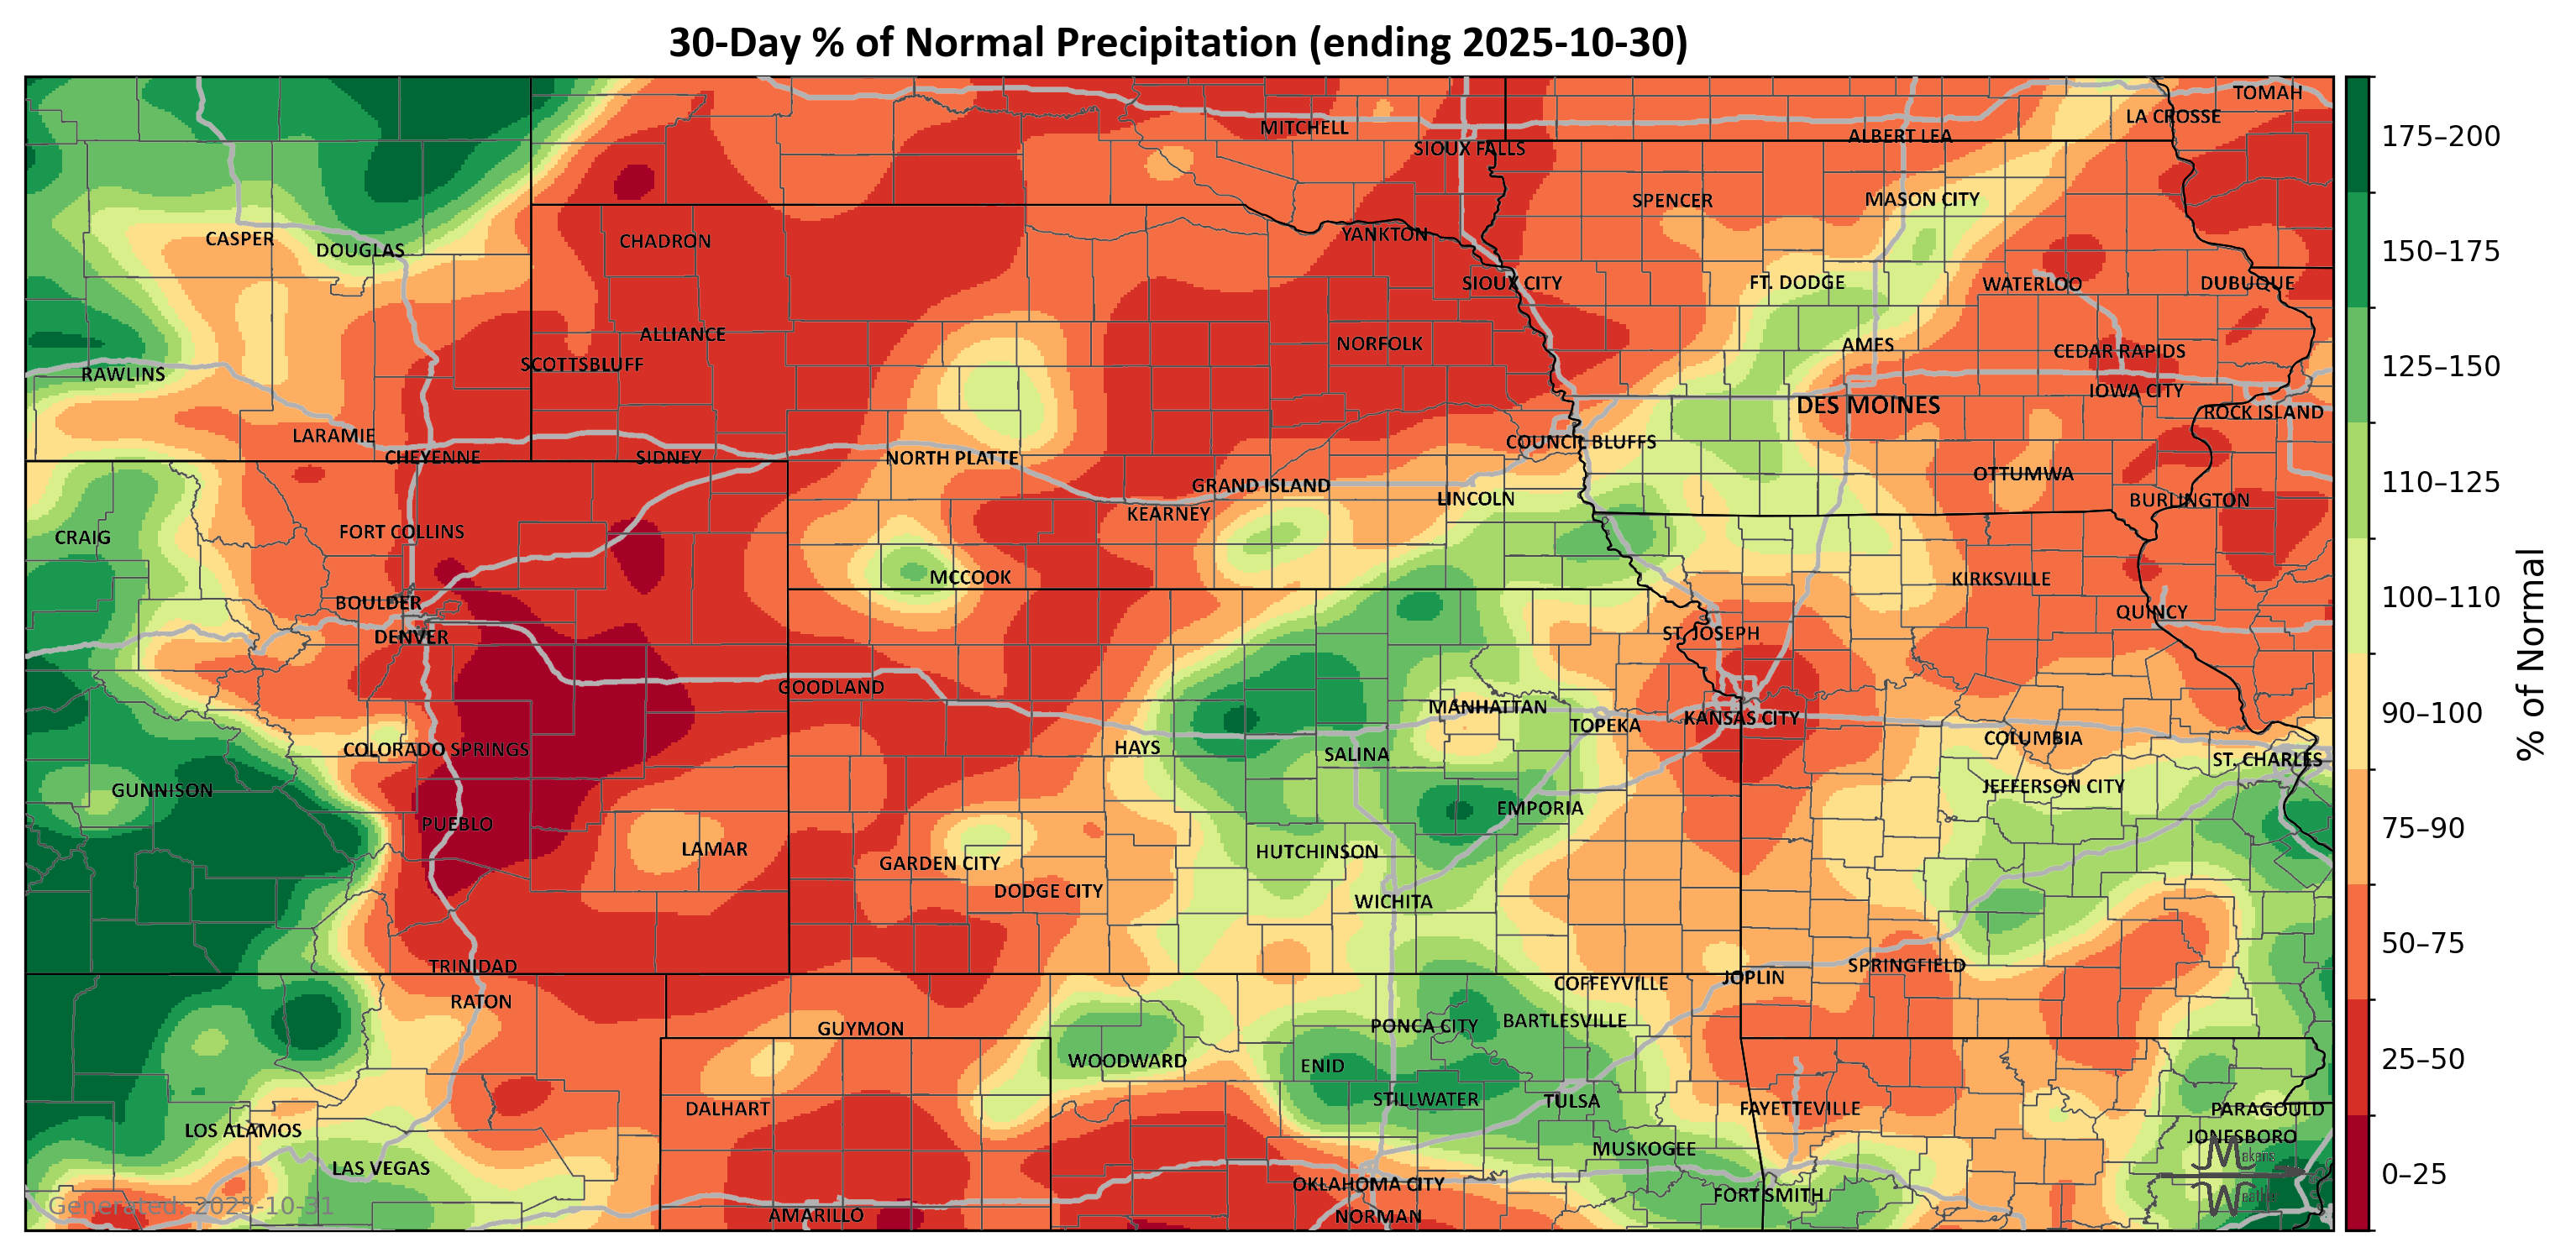 30-Day % of Normal Precipitation (ending 2025-10-30)
TOMAH
LA CROSSE
MITCHELL
ALBERT LEA
SIOUX FALLS
SPENCER
MASON CITY
YANKTON
CASPER
CHADRON
DOUGLAS
SIOUX CITY
FT. DODGE
WATERLOO
DUBUQUE
ALLIANCE
NORFOLK
AMES
CEDAR RAPIDS
SCOTTSBLUFF
RAWLINS
IOWA CITY
DES MOINES
ROCK ISLAND
LARAMIE
COUNCIL BLUFFS
CHEYENNE
SIDNEY
NORTH PLATTE
OTTUMWA
GRAND ISLAND
LINCOLN
BURLINGTON
KEARNEY
FORT COLLINS
CRAIG
MCCOOK
KIRKSVILLE
BOULDER
QUINCY
DENVER
ST. JOSEPH
GOODLAND
MANHATTAN
TOPEKA
KANSAS CITY
COLUMBIA
COLORADO SPRINGS
HAYS
SALINA
ST. CHARLES
GUNNISON
JEFFERSON CITY
EMPORIA
PUEBLO
LAMAR
HUTCHINSON
GARDEN CITY
DODGE CITY
WICHITA
TRINIDAD
SPRINGFIELD
JOPLIN
COFFEYVILLE
RATON
GUYMON
PONCA CITY
BARTLESVILLE
WOODWARD
ENID
STILLWATER
TULSA
DALHART
FAYETTEVILLE
PARAGOULD
LOS ALAMOS
JONESBORO
MUSKOGEE
Makens
LAS VEGAS
OKLAHOMA CITY
FORT SMITH
Weather
Generated: 2025-10-31
AMARILLO
NORMAN
175–200
150–175
125–150
110–125
100–110
90–100
75–90
50–75
25–50
0–25
% of Normal